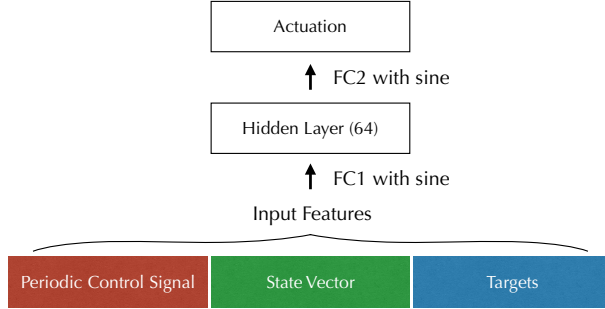 Actuation
FC2 with sine
Hidden Layer (64)
FC1 with sine
Input Features
Periodic Control Signal
State Vector
Targets